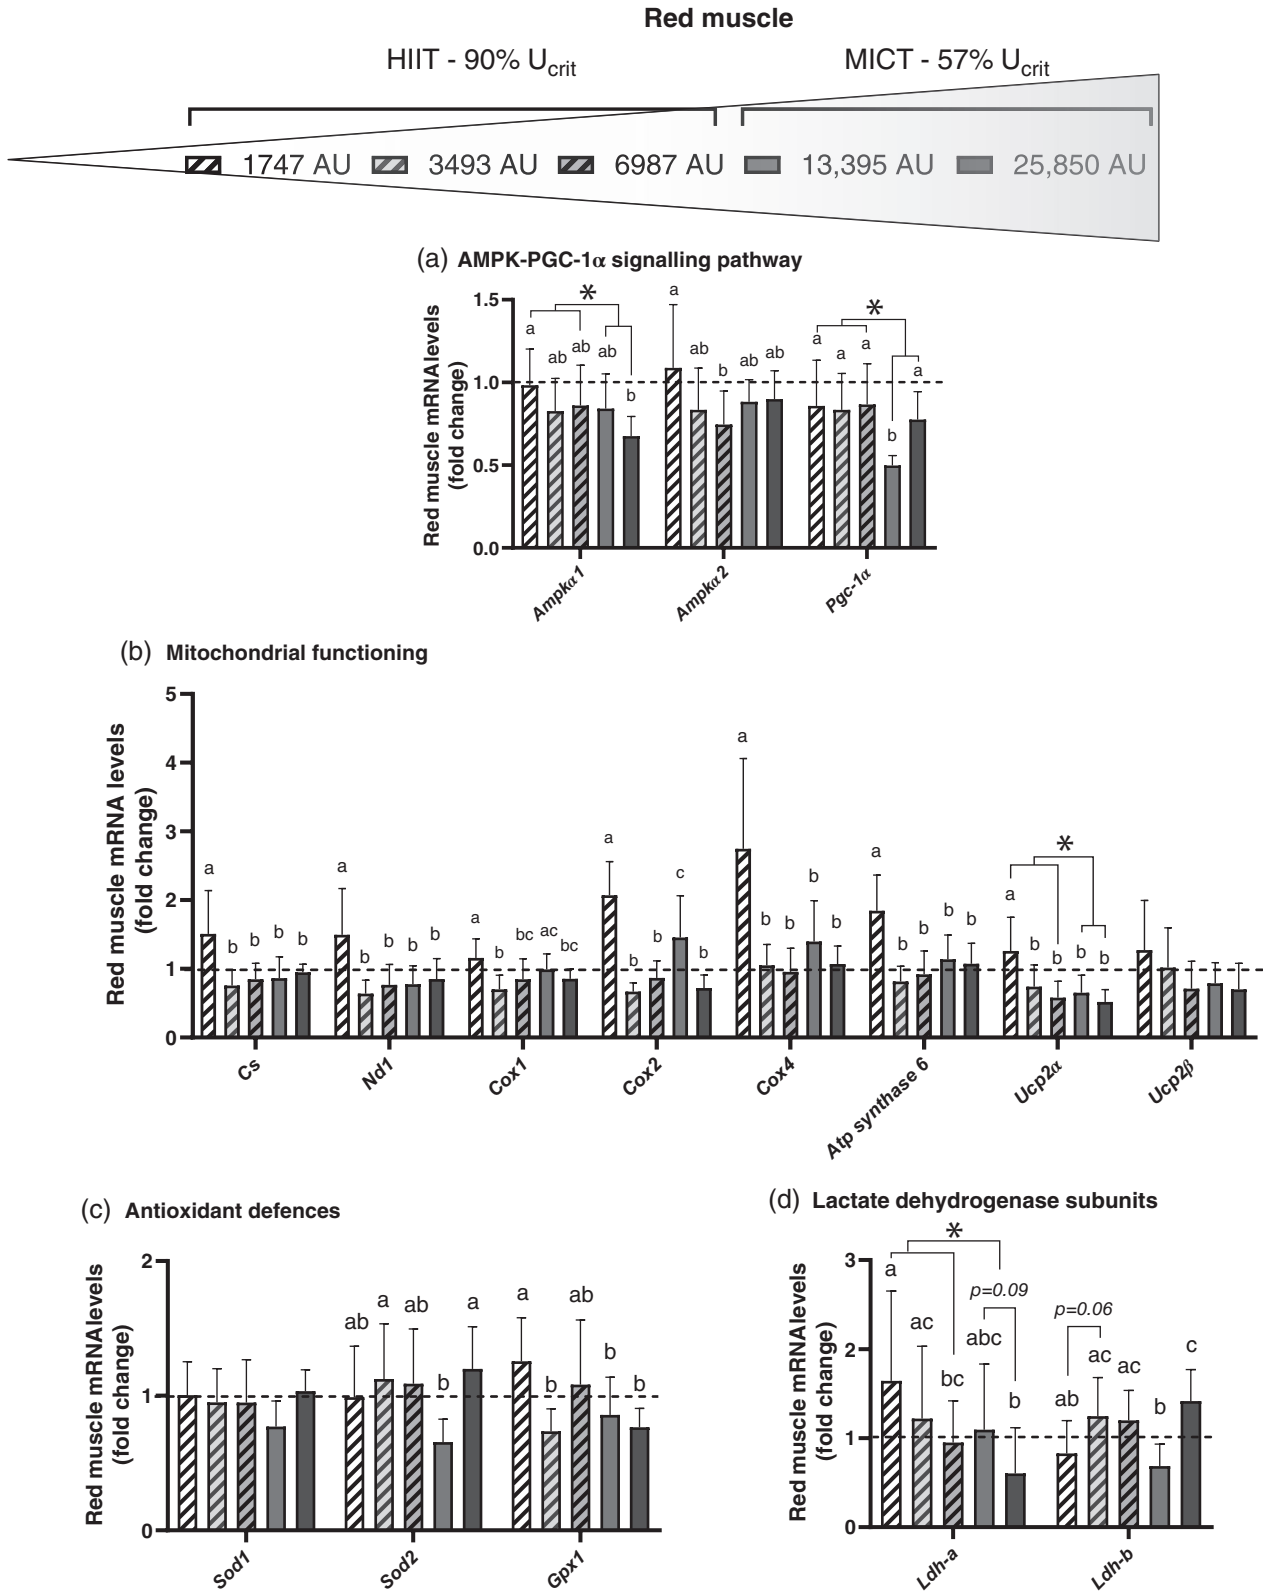 Red muscle
HIIT - 90% Ucrit
MICT - 57% Ucrit
1747 AU
3493 AU
6987 AU
13,395 AU
25,850 AU
(a) AMPK-PGC-1α signalling pathway
Red muscle mRNAlevels
(fold change)
1.5
1.0
0.5
0.0
*
*
a
ab
ab
ab
b
a
ab
b
ab
ab
a
a
a
b
a
Ampkα1
Ampkα2
Pgc-1α
(b) Mitochondrial functioning
Red muscle mRNA levels
(fold change)
5
4
3
2
1
0
a
b
b
b
b
a
b
b
b
b
a
b
bc
ac
bc
a
b
b
c
b
a
b
b
b
b
a
b
b
b
b
*
a
b
b
b
b
Cs
Nd1
Cox1
Cox2
Cox4
Atp synthase 6
Ucp2α
Ucp2β
(c) Antioxidant defences
Red muscle mRNAlevels
(fold change)
2
1
0
ab
a
ab
b
a
a
b
ab
b
b
Sod1
Sod2
Gpx1
(d) Lactate dehydrogenase subunits
Red muscle mRNAlevels
(fold change)
3
2
1
0
*
p=0.09
p=0.06
a
ac
bc
abc
b
ab
ac
ac
b
c
Ldh-a
Ldh-b